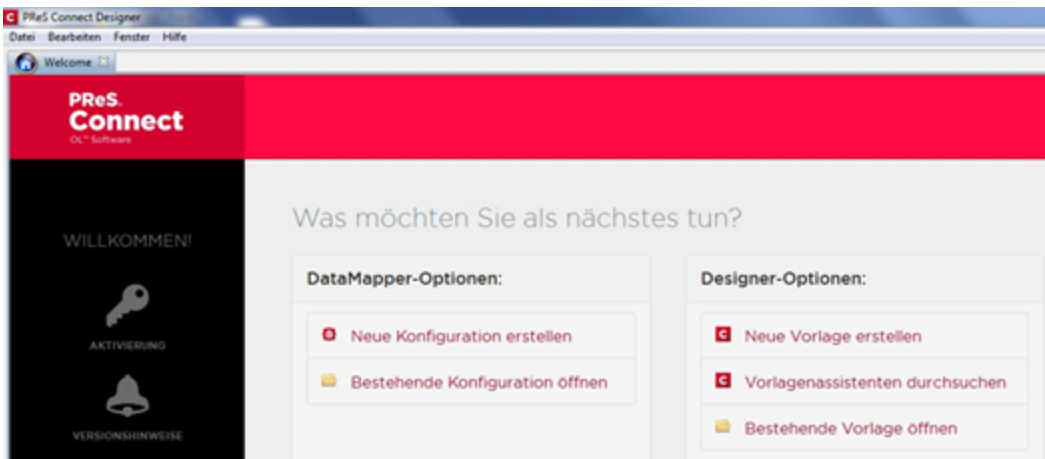 PReS Connect Designer
Datei Bearbeiten Fenster Hilfe
Welcome
PReS.
Connect
OL™ Software
WILLKOMMEN!
AKTIVIERUNG
VERSIONSHINWEISE
Was möchten Sie als nächstes tun?
DataMapper-Optionen:
Neue Konfiguration erstellen
Bestehende Konfiguration öffnen
Designer-Optionen:
Neue Vorlage erstellen
Vorlagenassistenten durchsuchen
Bestehende Vorlage öffnen